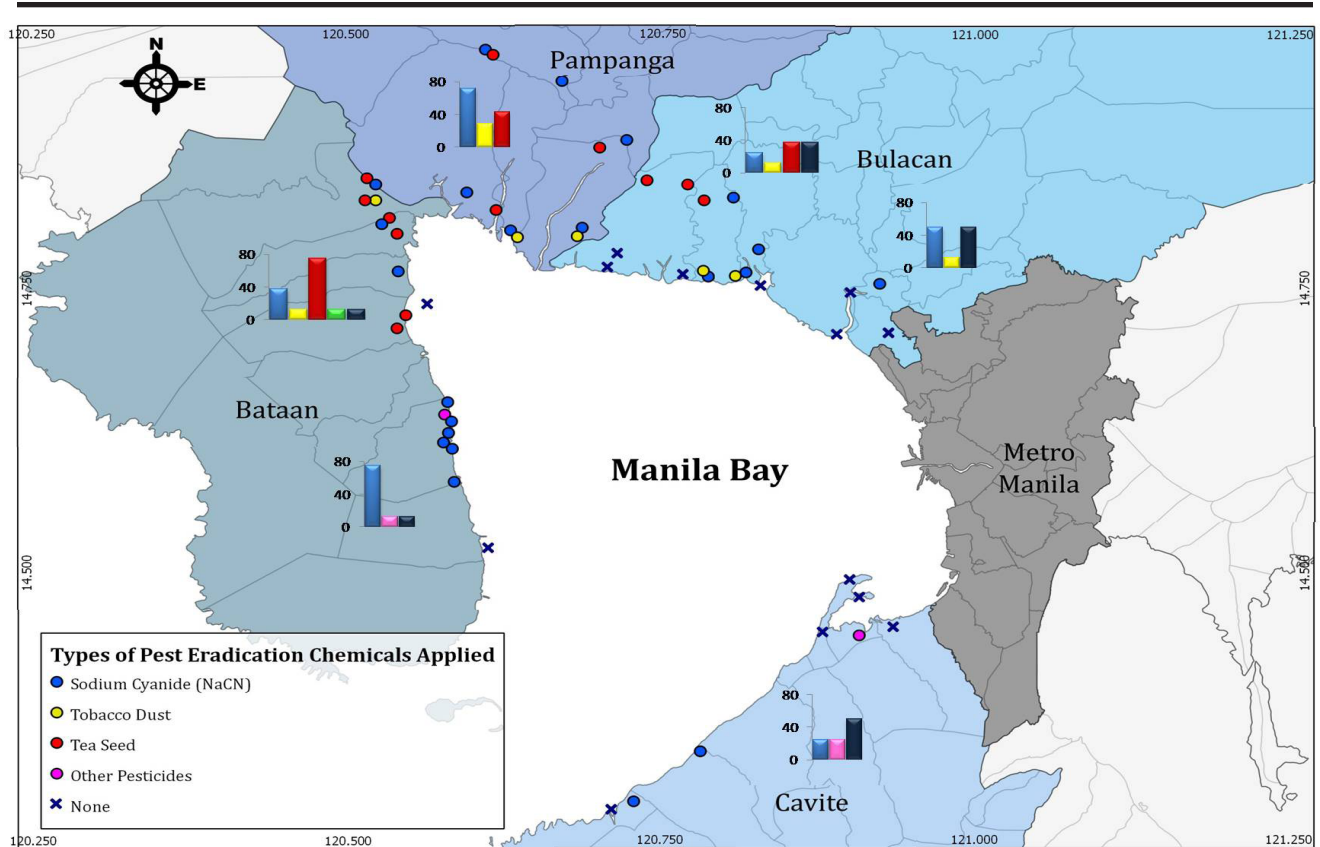 120.250 120.500 120.750 121.000 121.250
N
E
Pampanga
80
40
0
80
40
0
Bulacan
80
40
0
80
40
0
14.750
14.750
Bataan
Metro
Manila
Manila Bay
80
40
0
14.500
14.500
Types of Pest Eradication Chemicals Applied
Sodium Cyanide (NaCN)
Tobacco Dust
Tea Seed
Other Pesticides
None
80
40
0
Cavite
120.250 120.500 120.750 121.000 121.250